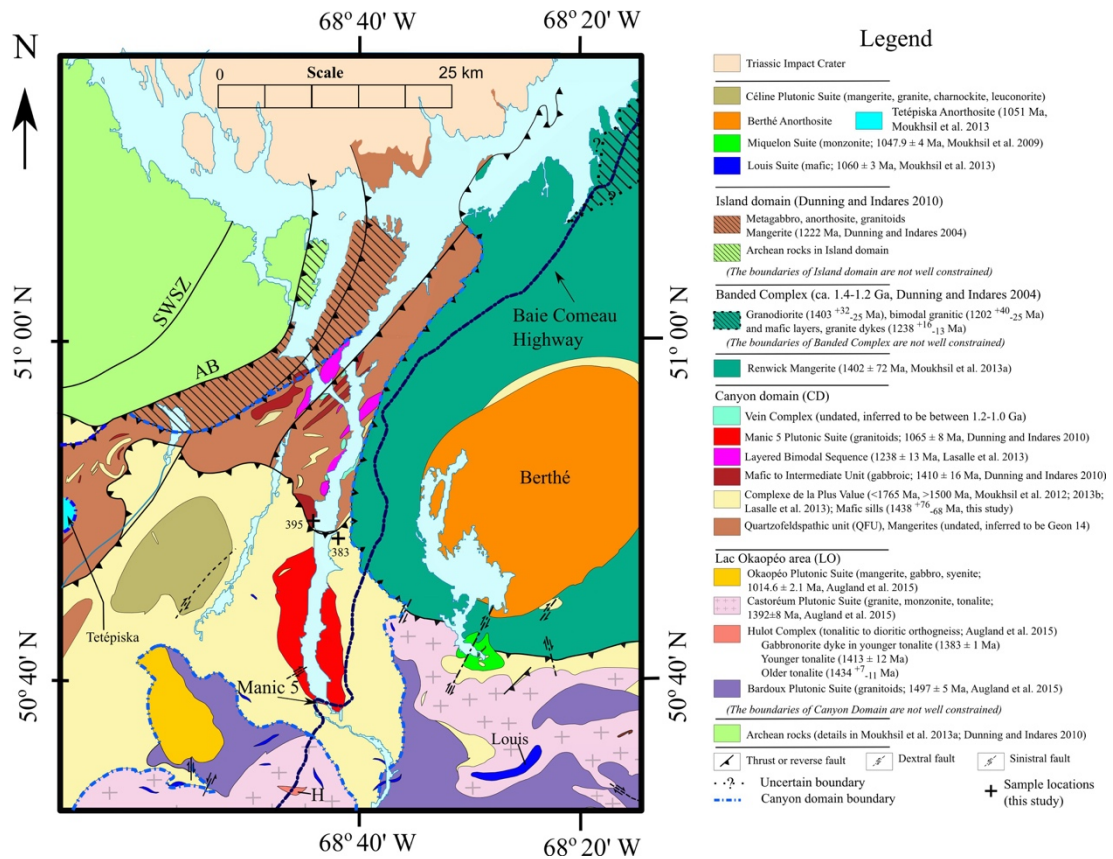 68° 40' W
68° 20' W
N
0
Scale
25 km
SWSZ
AB
Baie Comeau
Highway
51° 00' N
51° 00' N
Berthé
395
383
Tetépiska
50° 40' N
50° 40' N
Manic 5
Louis
H
?
?
68° 40' W
68° 20' W
Legend
Triassic Impact Crater
Céline Plutonic Suite (mangerite, granite, charnockite, leuconorite)
Berthé Anorthosite
Tetépiska Anorthosite (1051 Ma,
Moukhsil et al. 2013
Miquelon Suite (monzonite; 1047.9 ± 4 Ma, Moukhsil et al. 2009)
Louis Suite (mafic; 1060 ± 3 Ma, Moukhsil et al. 2013)
Island domain (Dunning and Indares 2010)
Metagabbro, anorthosite, granitoids
Mangerite (1222 Ma, Dunning and Indares 2004)
Archean rocks in Island domain
(The boundaries of Island domain are not well constrained)
Banded Complex (ca. 1.4-1.2 Ga, Dunning and Indares 2004)
Granodiorite (1403 +32 -25 Ma), bimodal granitic (1202 +40 -25 Ma)
and mafic layers, granite dykes (1238 +16 -13 Ma)
(The boundaries of Banded Complex are not well constrained)
Renwick Mangerite (1402 ± 72 Ma, Moukhsil et al. 2013a)
Canyon domain (CD)
Vein Complex (undated, inferred to be between 1.2-1.0 Ga)
Manic 5 Plutonic Suite (granitoids; 1065 ± 8 Ma, Dunning and Indares 2010)
Layered Bimodal Sequence (1238 ± 13 Ma, Lasalle et al. 2013)
Mafic to Intermediate Unit (gabbroic; 1410 ± 16 Ma, Dunning and Indares 2010)
Complexe de la Plus Value (<1765 Ma, >1500 Ma, Moukhsil et al. 2012; 2013b;
Lasalle et al. 2013); Mafic sills (1438 +76 -68 Ma, this study)
Quartzofeldspathic unit (QFU), Mangerites (undated, inferred to be Geon 14)
Lac Okaopéo area (LO)
Okaopéo Plutonic Suite (mangerite, gabbro, syenite;
1014.6 ± 2.1 Ma, Augland et al. 2015)
Castoréum Plutonic Suite (granite, monzonite, tonalite;
1392±8 Ma, Augland et al. 2015)
Hulot Complex (tonalitic to dioritic orthogneiss; Augland et al. 2015)
Gabbronorite dyke in younger tonalite (1383 ± 1 Ma)
Younger tonalite (1413 ± 12 Ma)
Older tonalite (1434 +7 -11 Ma)
Bardoux Plutonic Suite (granitoids; 1497 ± 5 Ma, Augland et al. 2015)
(The boundaries of Canyon Domain are not well constrained)
Archean rocks (details in Moukhsil et al. 2013a; Dunning and Indares 2010)
Thrust or reverse fault
Dextral fault
Sinistral fault
?
Uncertain boundary
Canyon domain boundary
Sample locations
(this study)